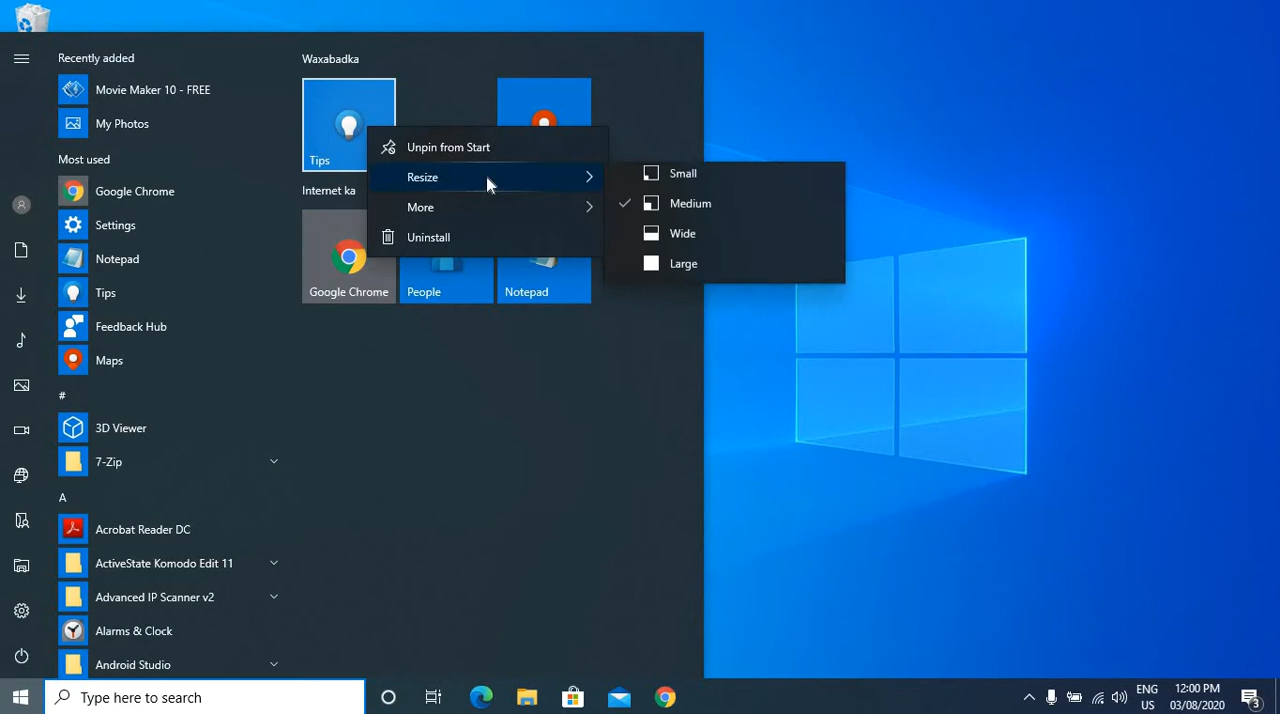 Recently added
Movie Maker 10 - FREE
My Photos
Most used
Google Chrome
Settings
Notepad
Tips
Feedback Hub
Maps
#
3D Viewer
7-Zip
A
Acrobat Reader DC
ActiveState Komodo Edit 11
Advanced IP Scanner v2
Alarms & Clock
Android Studio
Waxabadka
Tips
Internet ka
Google Chrome
People
Notepad
Unpin from Start
Resize
More
Uninstall
Small
Medium
Wide
Large
Type here to search
ENG
US
12:00 PM
03/08/2020
3